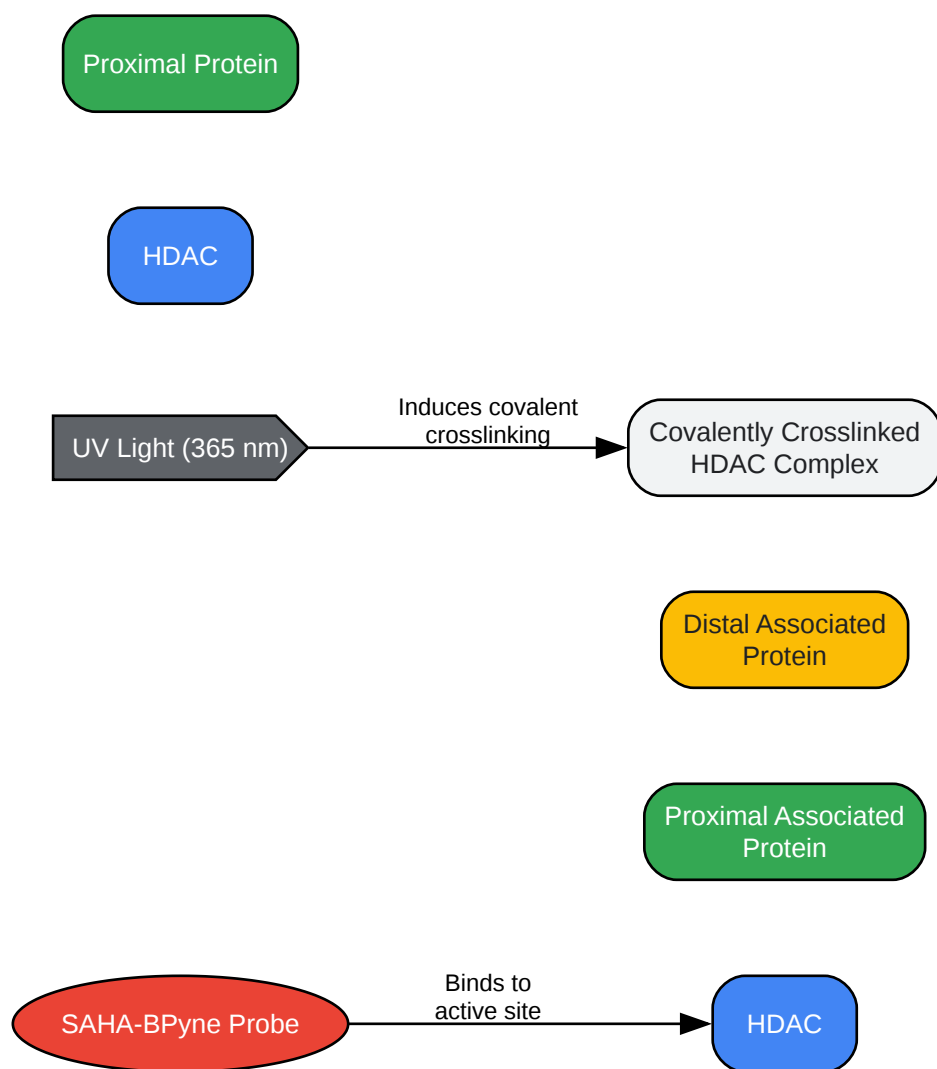 Proximal Protein
HDAC
UV Light (365 nm)
Induces covalent
crosslinking
Covalently Crosslinked
HDAC Complex
Distal Associated
Protein
Proximal Associated
Protein
SAHA-BPyne Probe
Binds to
active site
HDAC